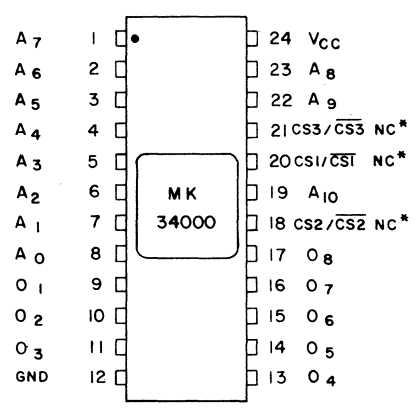 A7 1 24 VCC
A6 2 23 A8
A5 3 22 A9
A4 4 21 CS3/CS3 NC*
A3 5 20 CS1/CS1 NC*
A2 6 MK 19 A10
A1 7 34000 18 CS2/CS2 NC*
A0 8 17 O8
O1 9 16 O7
O2 10 15 O6
O3 11 14 O5
GND 12 13 O4